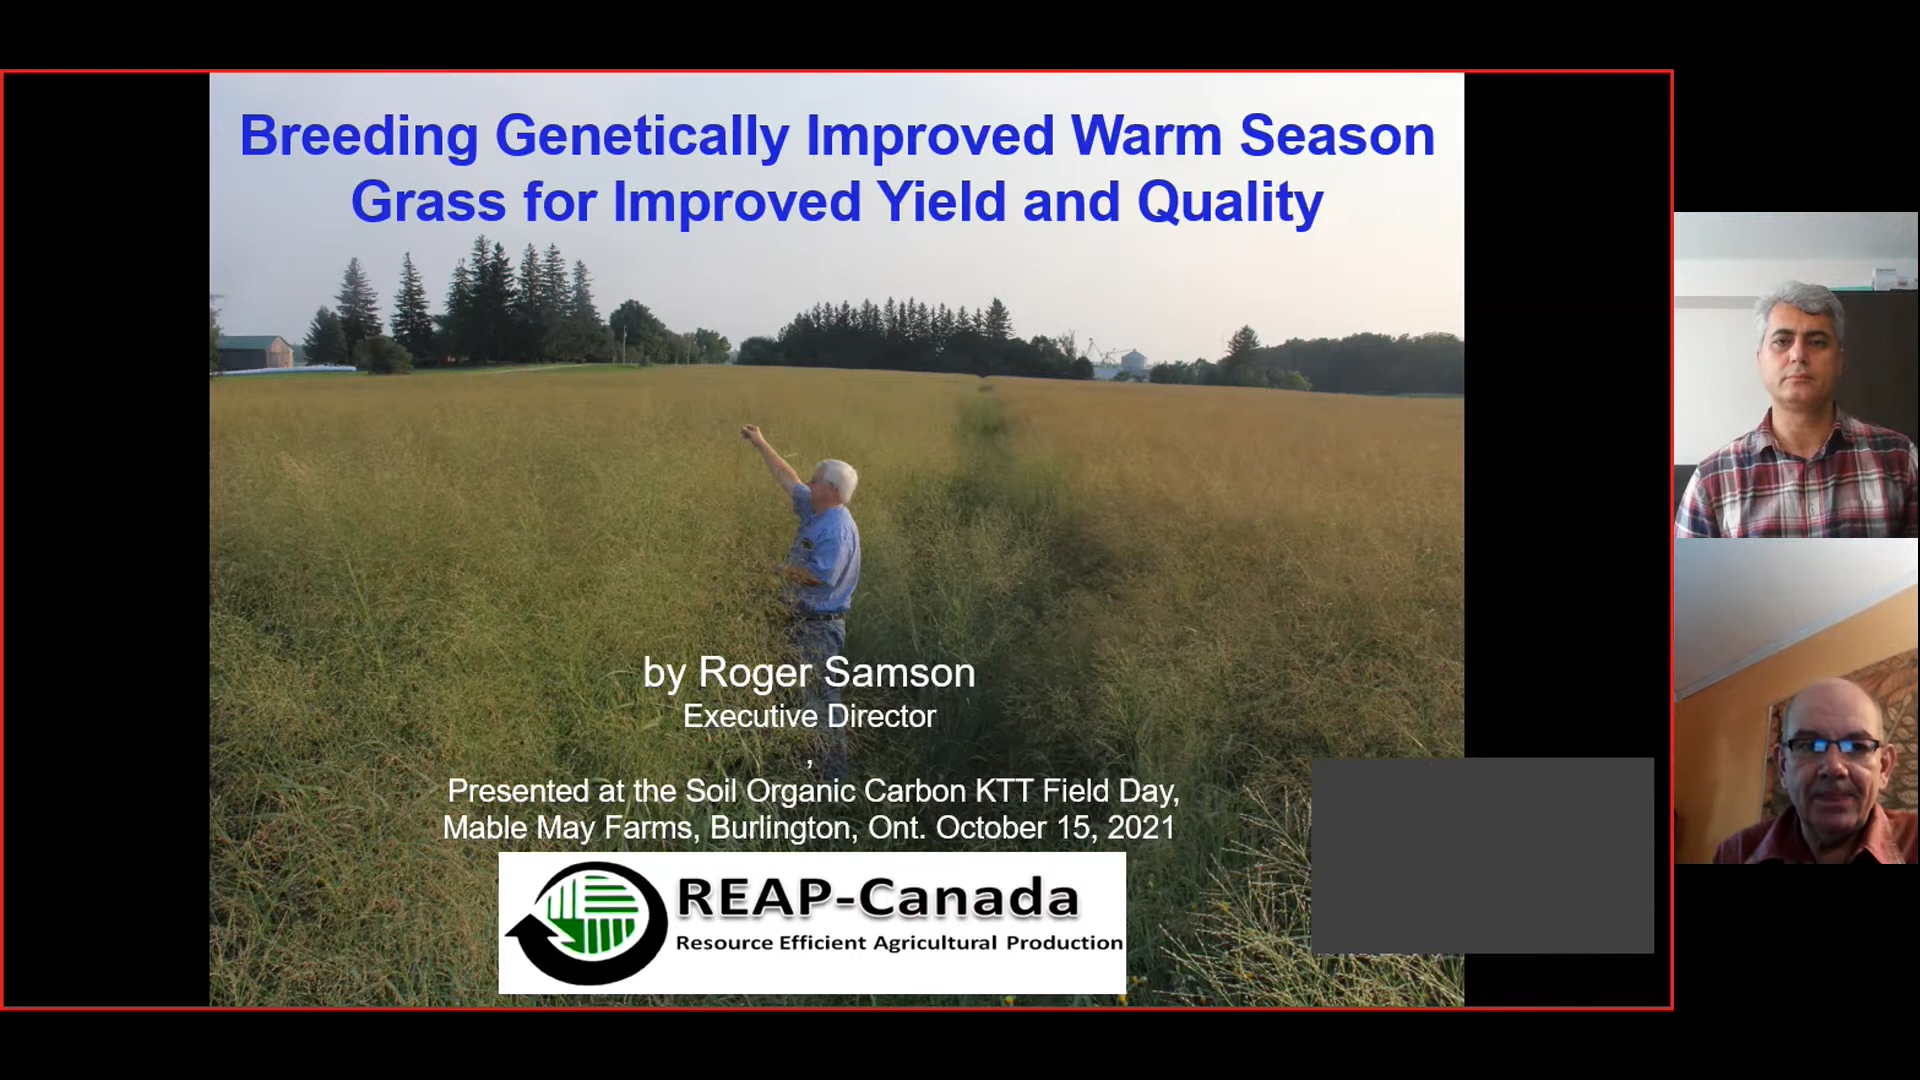 Breeding Genetically Improved Warm Season
Grass for Improved Yield and Quality
by Roger Samson
Executive Director
,
Presented at the Soil Organic Carbon KTT Field Day,
Mable May Farms, Burlington, Ont. October 15, 2021
REAP-Canada
Resource Efficient Agricultural Production